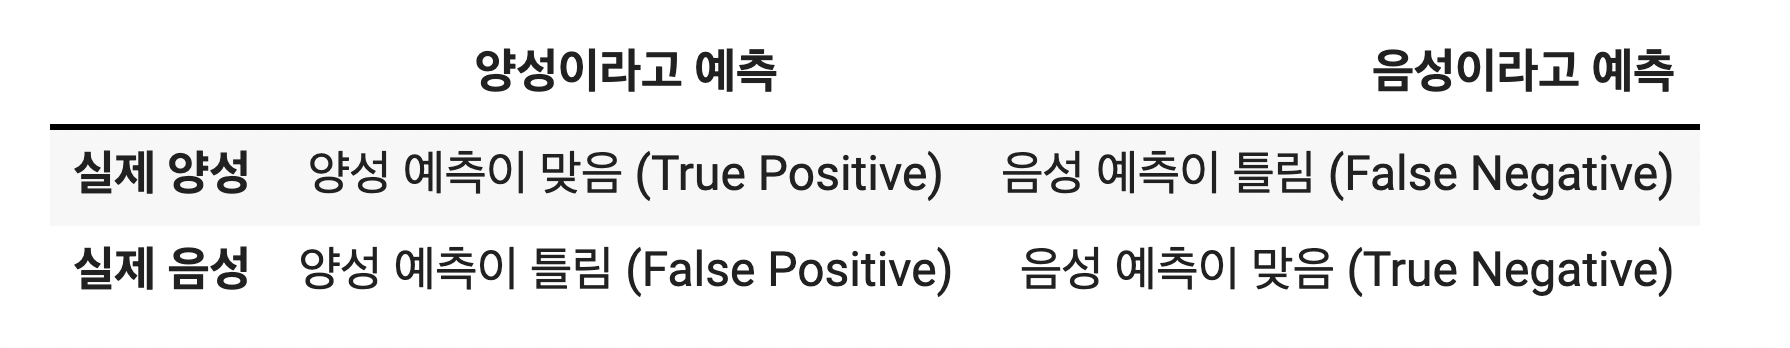 양성이라고 예측 음성이라고 예측
실제 양성 양성 예측이 맞음 (True Positive) 음성 예측이 틀림 (False Negative)
실제 음성 양성 예측이 틀림 (False Positive) 음성 예측이 맞음 (True Negative)